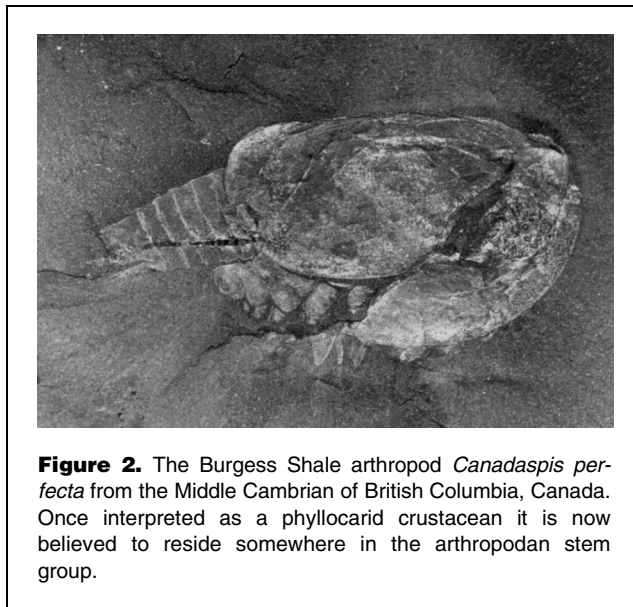 Figure 2. The Burgess Shale arthropod Canadaspis per-
fecta from the Middle Cambrian of British Columbia, Canada.
Once interpreted as a phyllocarid crustacean it is now
believed to reside somewhere in the arthropodan stem
group.